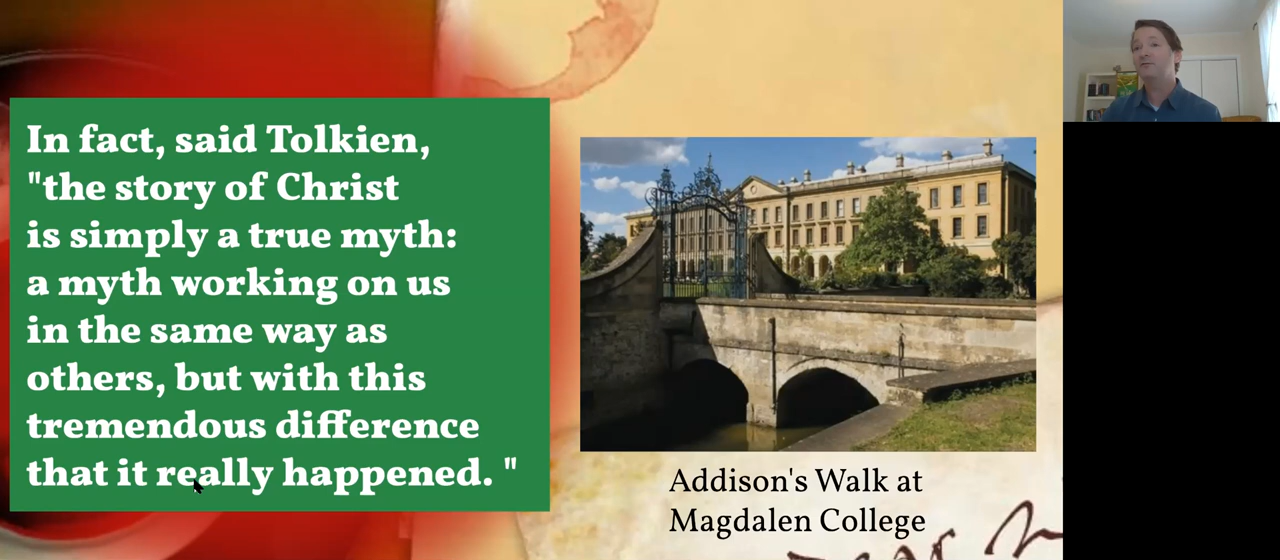 In fact, said Tolkien,
"the story of Christ
is simply a true myth:
a myth working on us
in the same way as
others, but with this
tremendous difference
that it really happened. "
Addison's Walk at
Magdalen College